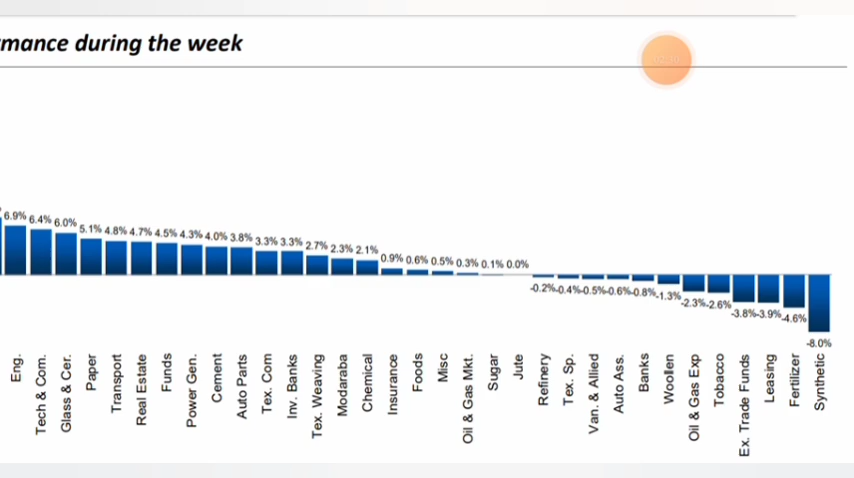 mance during the week
6.9% 6.4% 6.0% 5.1% 4.8% 4.7% 4.5% 4.3% 4.0% 3.8% 3.3% 3.3% 2.7% 2.3% 2.1% 0.9% 0.6% 0.5% 0.3% 0.1% 0.0%
-0.2% -0.4% -0.5% -0.6% -0.8% -1.3% -2.3% -2.6% -3.8% -3.9% -4.6% -8.0%
Eng.
Tech & Com.
Glass & Cer.
Paper
Transport
Real Estate
Funds
Power Gen.
Cement
Auto Parts
Tex. Com
Inv. Banks
Tex. Weaving
Modaraba
Chemical
Insurance
Foods
Misc
Oil & Gas Mkt.
Sugar
Jute
Refinery
Tex. Sp.
Van. & Allied
Auto Ass.
Banks
Woollen
Oil & Gas Exp
Tobacco
Ex. Trade Funds
Leasing
Fertilizer
Synthetic